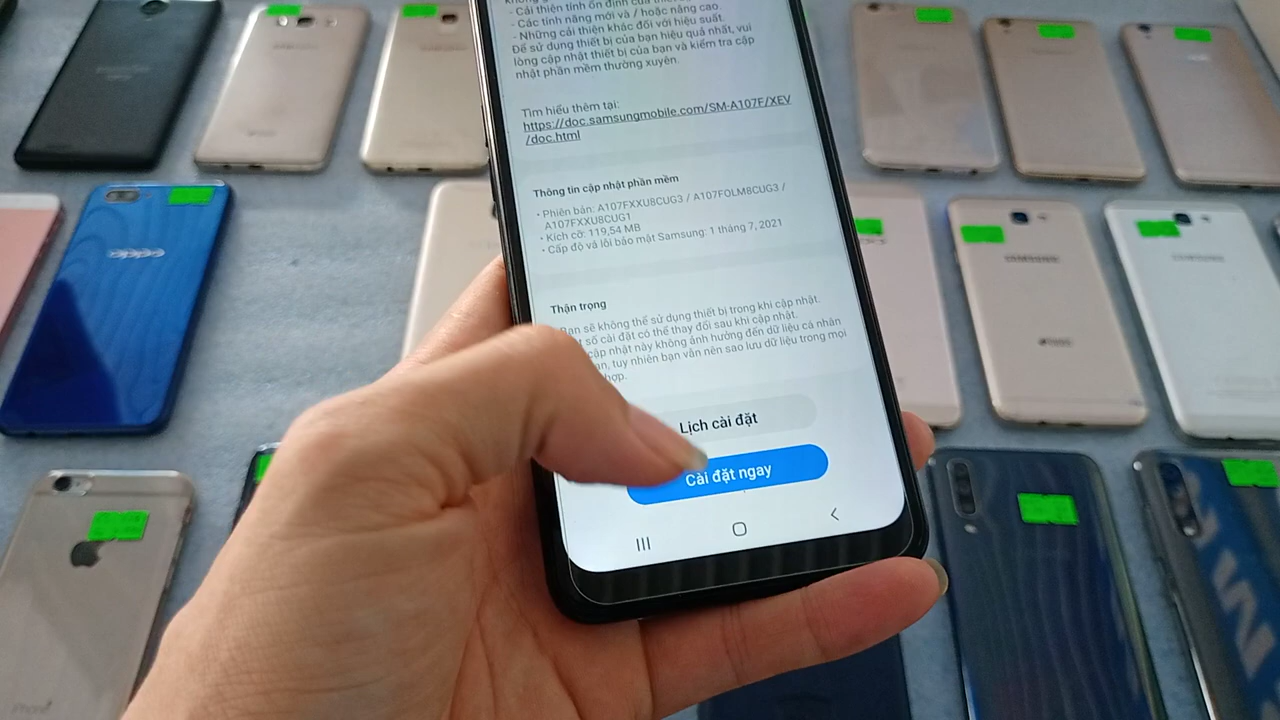 - Cải thiện tính ổn định của
- Các tính năng mới và / hoặc nâng cao.
- Những cải thiện khác đối với hiệu suất.
Để sử dụng thiết bị của bạn hiệu quả nhất, vui
lòng cập nhật thiết bị của bạn và kiểm tra cập
nhật phần mềm thường xuyên.
Tìm hiểu thêm tại:
https://doc.samsungmobile.com/SM-A107F/XEV
/doc.html
Thông tin cập nhật phần mềm
• Phiên bản: A107FXXU8CUG3 / A107FOLM8CUG3 /
A107FXXU8CUG1
• Kích cỡ: 119,54 MB
• Cấp độ vá lỗi bảo mật Samsung: 1 tháng 7, 2021
Thận trọng
Bạn sẽ không thể sử dụng thiết bị trong khi cập nhật.
số cài đặt có thể thay đổi sau khi cập nhật.
cập nhật này không ảnh hưởng đến dữ liệu cá nhân
tuy nhiên bạn vẫn nên sao lưu dữ liệu trong mọi
hợp.
Lịch cài đặt
Cài đặt ngay
oppo
SAMSUNG
SAMSUNG
iPhone